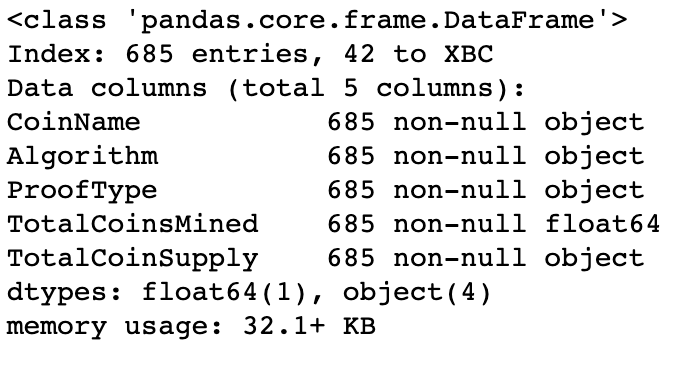 <class 'pandas.core.frame.DataFrame'>
Index: 685 entries, 42 to XBC
Data columns (total 5 columns):
CoinName           685 non-null object
Algorithm          685 non-null object
ProofType          685 non-null object
TotalCoinsMined    685 non-null float64
TotalCoinSupply    685 non-null object
dtypes: float64(1), object(4)
memory usage: 32.1+ KB